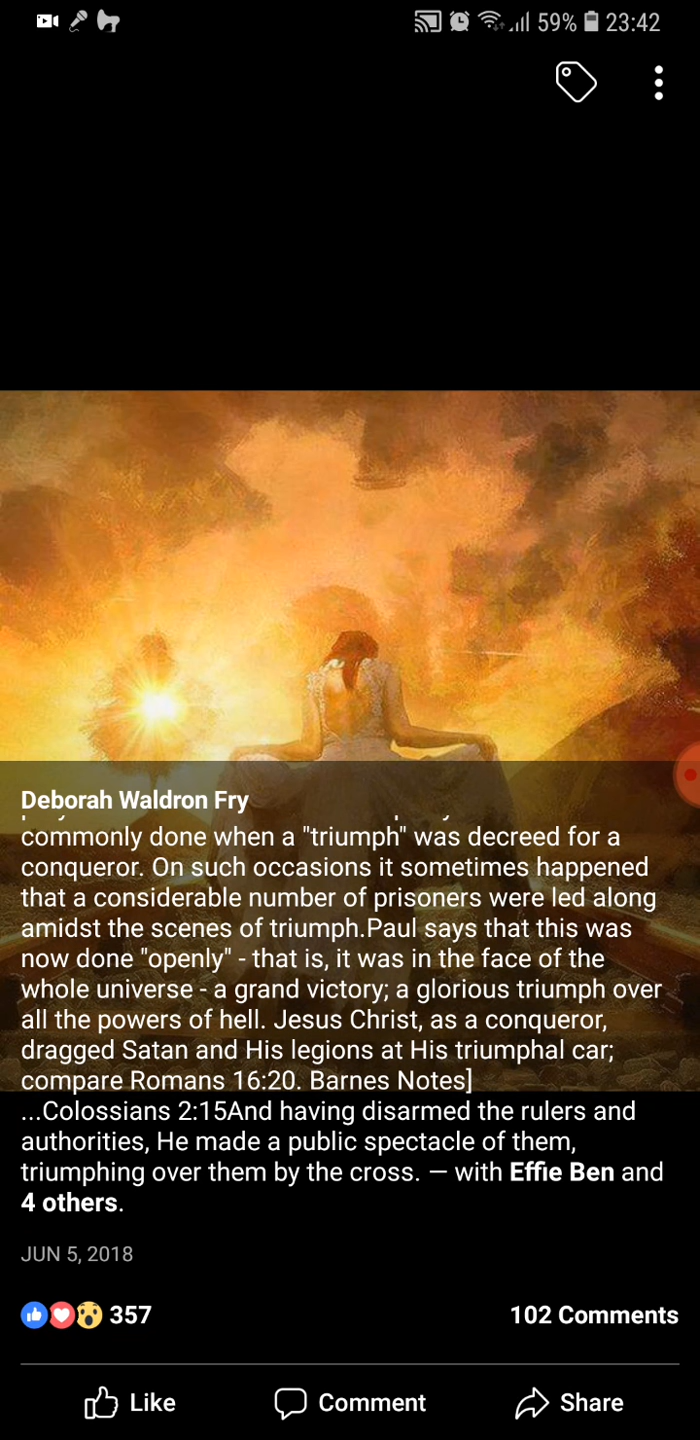 59% 23:42
Deborah Waldron Fry
commonly done when a "triumph" was decreed for a
conqueror. On such occasions it sometimes happened
that a considerable number of prisoners were led along
amidst the scenes of triumph.Paul says that this was
now done "openly" - that is, it was in the face of the
whole universe - a grand victory; a glorious triumph over
all the powers of hell. Jesus Christ, as a conqueror,
dragged Satan and His legions at His triumphal car;
compare Romans 16:20. Barnes Notes]
...Colossians 2:15And having disarmed the rulers and
authorities, He made a public spectacle of them,
triumphing over them by the cross. — with Effie Ben and
4 others.
JUN 5, 2018
357 102 Comments
Like Comment Share